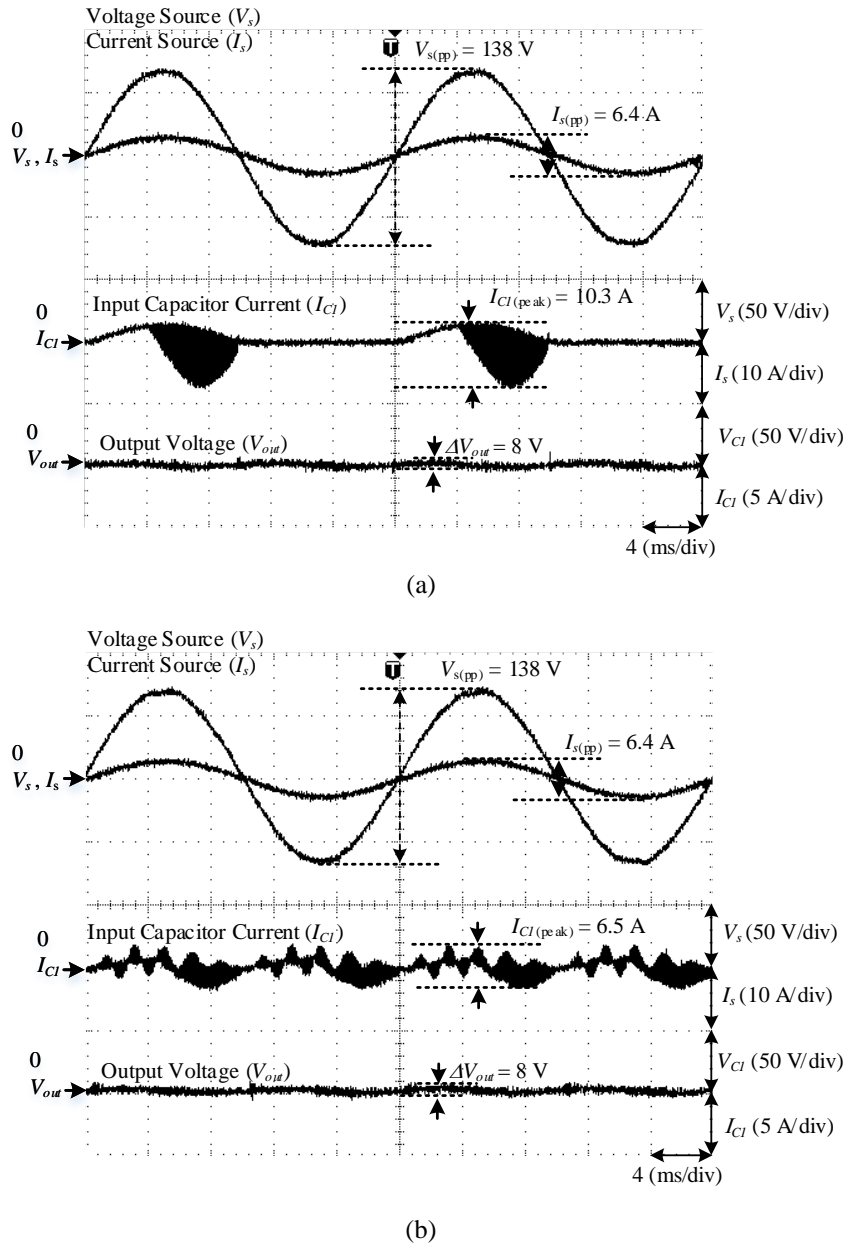 Voltage Source (Vs)
Current Source (Is)
T
Vs(pp) = 138 V
Is(pp) = 6.4 A
0
Vs , Is
Input Capacitor Current (IC1)
IC1(peak) = 10.3 A
0
IC1
Vs (50 V/div)
Is (10 A/div)
0
Vout
Output Voltage (Vout)
ΔVout = 8 V
VC1 (50 V/div)
IC1 (5 A/div)
4 (ms/div)
(a)
Voltage Source (Vs)
Current Source (Is)
T
Vs(pp) = 138 V
Is(pp) = 6.4 A
0
Vs , Is
Input Capacitor Current (IC1)
IC1(peak) = 6.5 A
0
IC1
Vs (50 V/div)
Is (10 A/div)
0
Vout
Output Voltage (Vout)
ΔVout = 8 V
VC1 (50 V/div)
IC1 (5 A/div)
4 (ms/div)
(b)